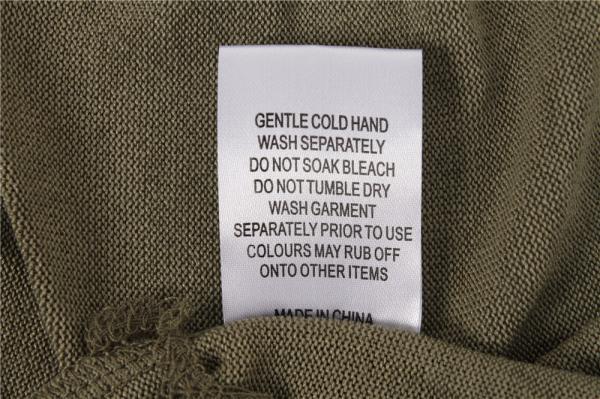 GENTLE COLD HAND
WASH SEPARATELY
DO NOT SOAK BLEACH
DO NOT TUMBLE DRY
WASH GARMENT
SEPARATELY PRIOR TO USE
COLOURS MAY RUB OFF
ONTO OTHER ITEMS
MADE IN CHINA